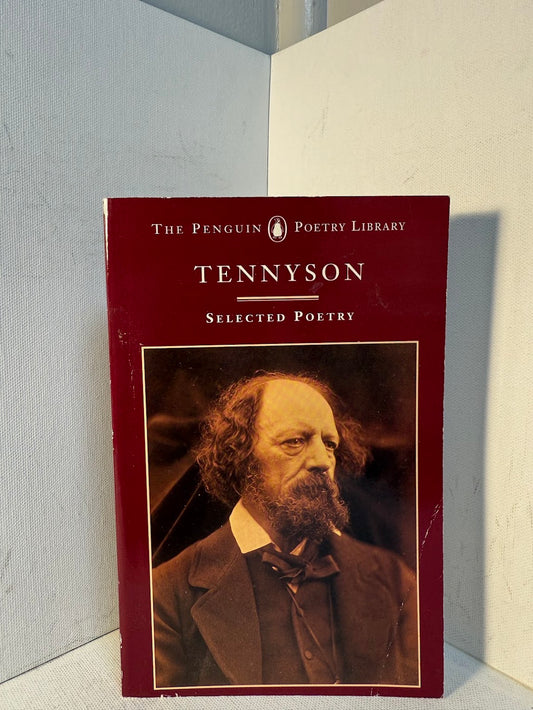 THE PENGUIN POETRY LIBRARY
TENNYSON
SELECTED POETRY